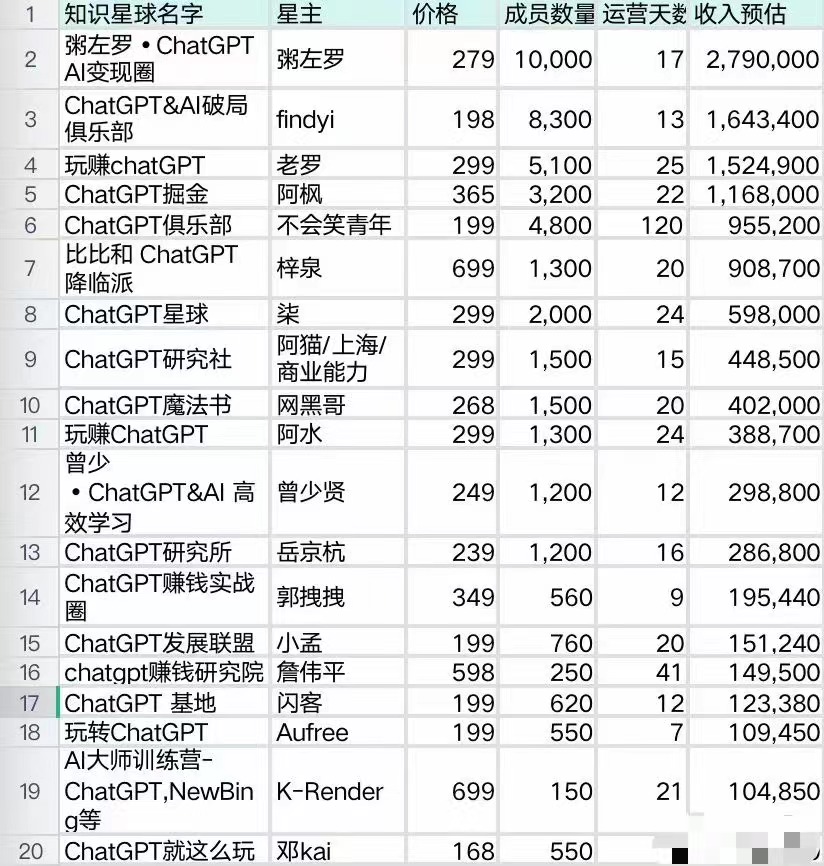 1 知识星球名字 星主 价格 成员数量 运营天数 收入预估
2 粥左罗•ChatGPT AI变现圈 粥左罗 279 10,000 17 2,790,000
3 ChatGPT&AI破局俱乐部 findyi 198 8,300 13 1,643,400
4 玩赚chatGPT 老罗 299 5,100 25 1,524,900
5 ChatGPT掘金 阿枫 365 3,200 22 1,168,000
6 ChatGPT俱乐部 不会笑青年 199 4,800 120 955,200
7 比比和 ChatGPT 降临派 梓泉 699 1,300 20 908,700
8 ChatGPT星球 柒 299 2,000 24 598,000
9 ChatGPT研究社 阿猫/上海/商业能力 299 1,500 15 448,500
10 ChatGPT魔法书 网黑哥 268 1,500 20 402,000
11 玩赚ChatGPT 阿水 299 1,300 24 388,700
12 曾少•ChatGPT&AI 高效学习 曾少贤 249 1,200 12 298,800
13 ChatGPT研究所 岳京杭 239 1,200 16 286,800
14 ChatGPT赚钱实战圈 郭拽拽 349 560 9 195,440
15 ChatGPT发展联盟 小孟 199 760 20 151,240
16 chatgpt赚钱研究院 詹伟平 598 250 41 149,500
17 ChatGPT 基地 闪客 199 620 12 123,380
18 玩转ChatGPT Aufree 199 550 7 109,450
19 AI大师训练营-ChatGPT,NewBing等 K-Render 699 150 21 104,850
20 ChatGPT就这么玩 邓kai 168 550